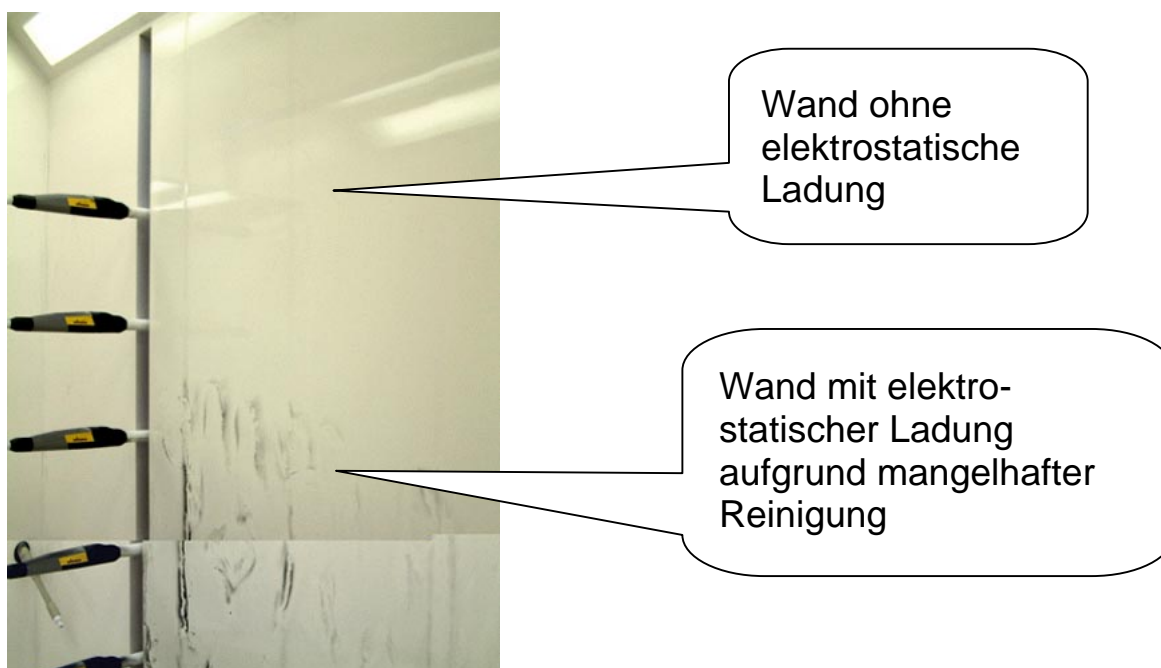 Wand ohne
elektrostatische
Ladung
Wand mit elektro-
statischer Ladung
aufgrund mangelhafter
Reinigung